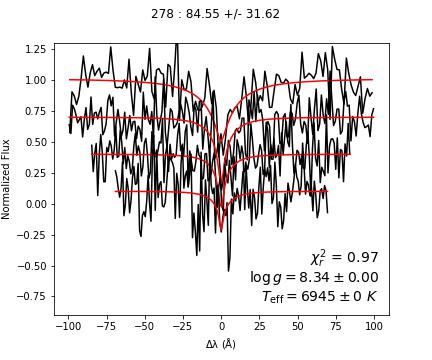 278 : 84.55 +/- 31.62
1.25
1.00
0.75
0.50
0.25
0.00
−0.25
−0.50
−0.75
Normalized Flux
χ²ᵣ = 0.97
log g = 8.34 ± 0.00
T_eff = 6945 ± 0 K
−100 −75 −50 −25 0 25 50 75 100
Δλ (Å)